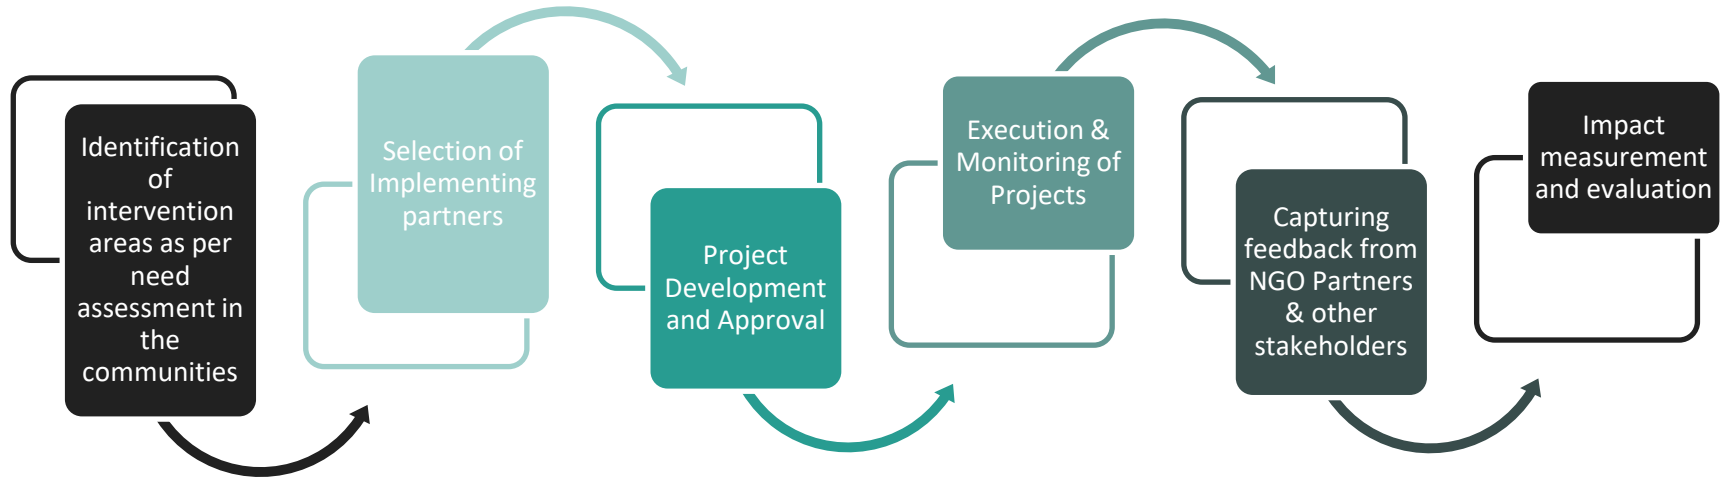 Identification
of
intervention
areas as per
need
assessment in
the
communities
Selection of
Implementing
partners
Project
Development
and Approval
Execution &
Monitoring of
Projects
Capturing
feedback from
NGO Partners
& other
stakeholders
Impact
measurement
and evaluation